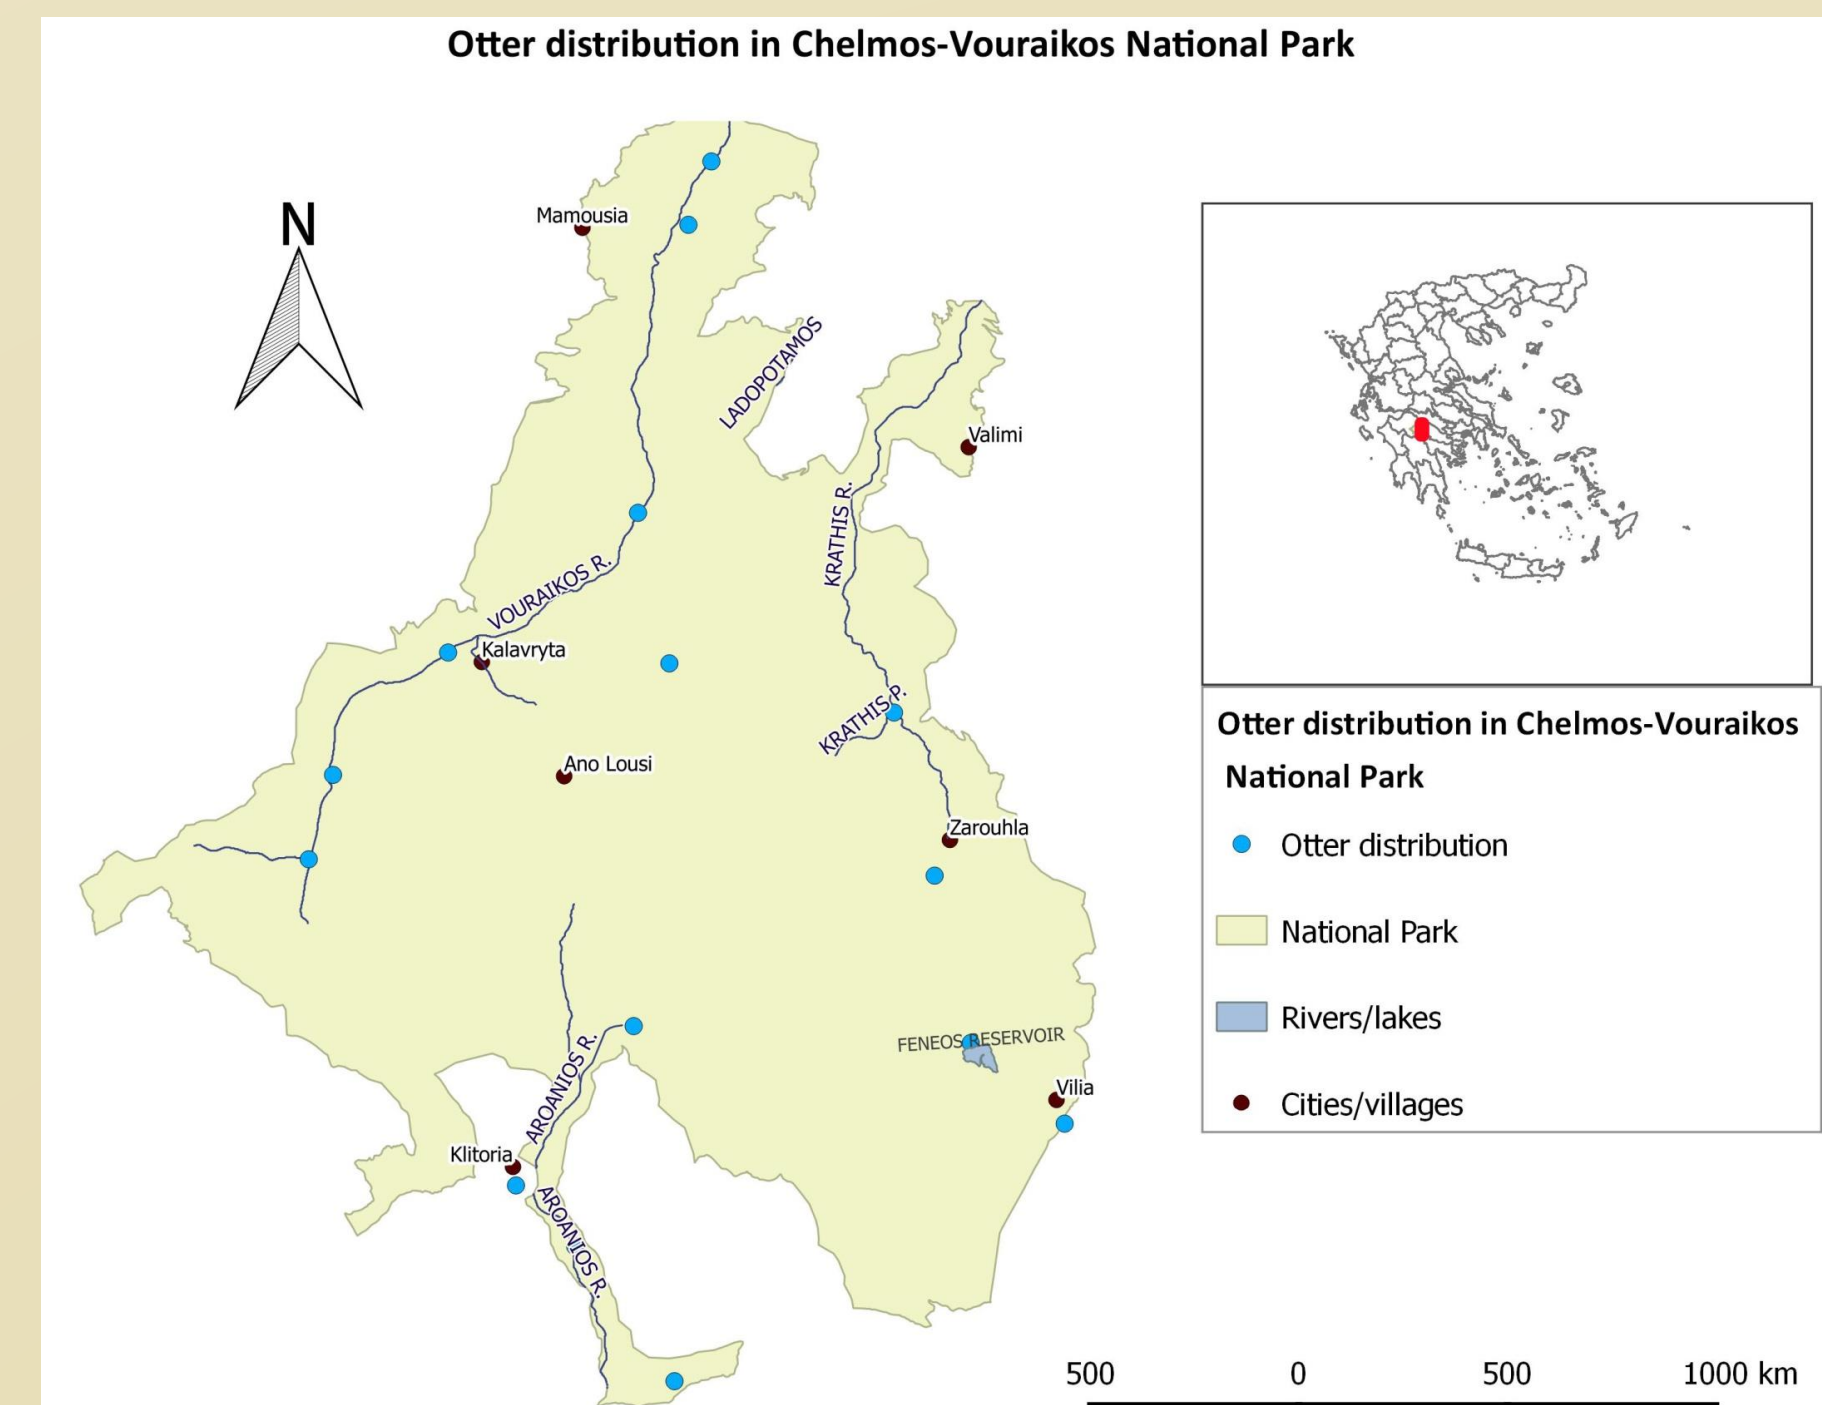 Otter distribution in Chelmos-Vouraikos National Park
N
Mamousia
LADOPOTAMOS
Valimi
KRATHIS R.
VOURAIKOS R.
Kalavryta
KRATHIS P.
Ano Lousi
Zarouhla
FENEOS RESERVOIR
AROANIOS R.
Vilia
Klitoria
AROANIOS R.
Otter distribution in Chelmos-Vouraikos
National Park
Otter distribution
National Park
Rivers/lakes
Cities/villages
500 0 500 1000 km